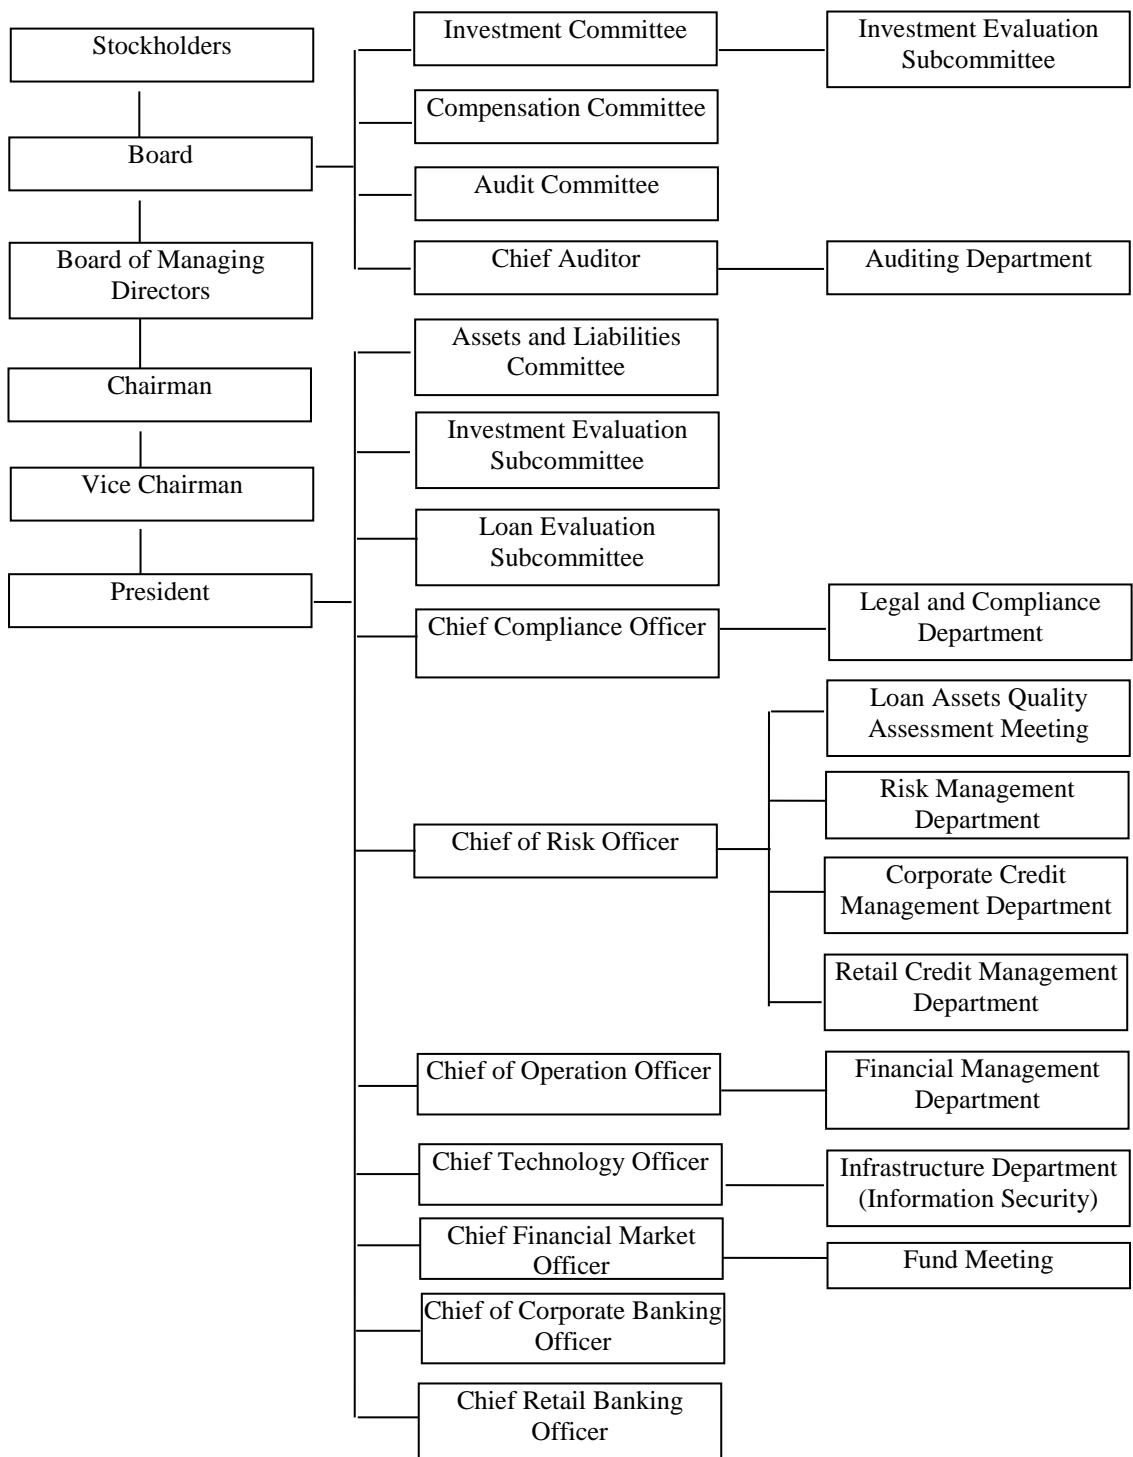 Stockholders
Board
Board of Managing
Directors
Chairman
Vice Chairman
President
Investment Committee
Compensation Committee
Audit Committee
Chief Auditor
Assets and Liabilities
Committee
Investment Evaluation
Subcommittee
Loan Evaluation
Subcommittee
Chief Compliance Officer
Chief of Risk Officer
Chief of Operation Officer
Chief Technology Officer
Chief Financial Market
Officer
Chief of Corporate Banking
Officer
Chief Retail Banking
Officer
Investment Evaluation
Subcommittee
Auditing Department
Legal and Compliance
Department
Loan Assets Quality
Assessment Meeting
Risk Management
Department
Corporate Credit
Management Department
Retail Credit Management
Department
Financial Management
Department
Infrastructure Department
(Information Security)
Fund Meeting